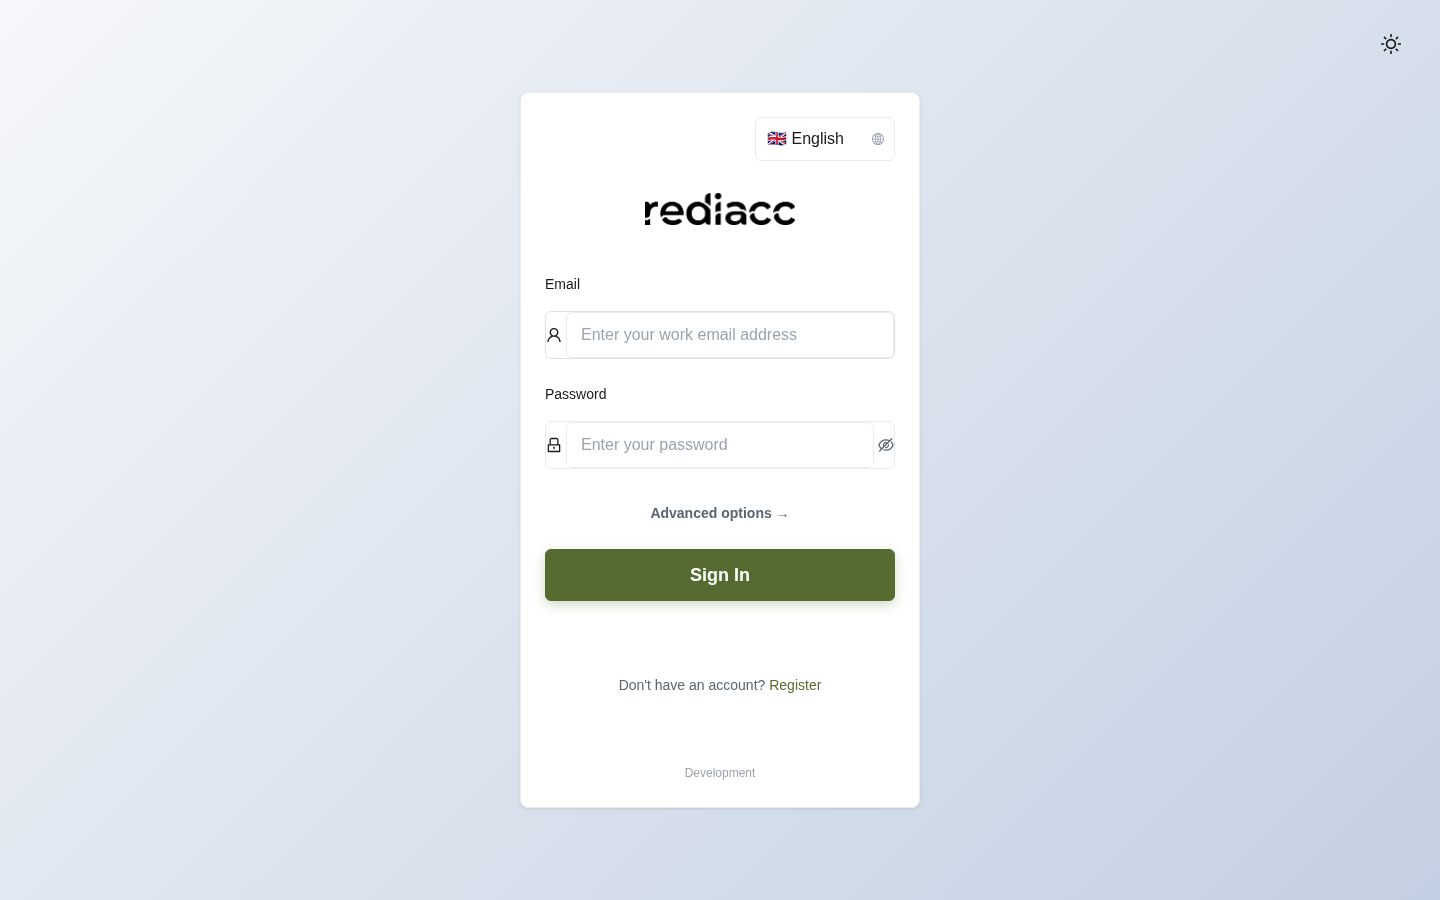 🇬🇧 English
rediacc
Email
Enter your work email address
Password
Enter your password
Advanced options →
Sign In
Don't have an account? Register
Development